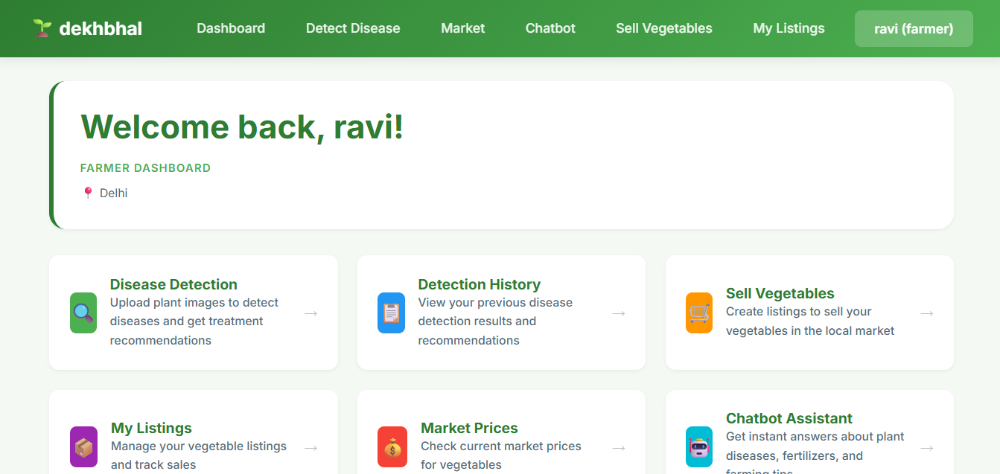 dekhbhal
Dashboard
Detect Disease
Market
Chatbot
Sell Vegetables
My Listings
ravi (farmer)
Welcome back, ravi!
FARMER DASHBOARD
Delhi
Disease Detection
Upload plant images to detect
diseases and get treatment
recommendations
→
Detection History
View your previous disease
detection results and
recommendations
→
Sell Vegetables
Create listings to sell your
vegetables in the local market
→
My Listings
Manage your vegetable listings
and track sales
→
Market Prices
Check current market prices
for vegetables
→
Chatbot Assistant
Get instant answers about plant
diseases, fertilizers, and
farming tips
→